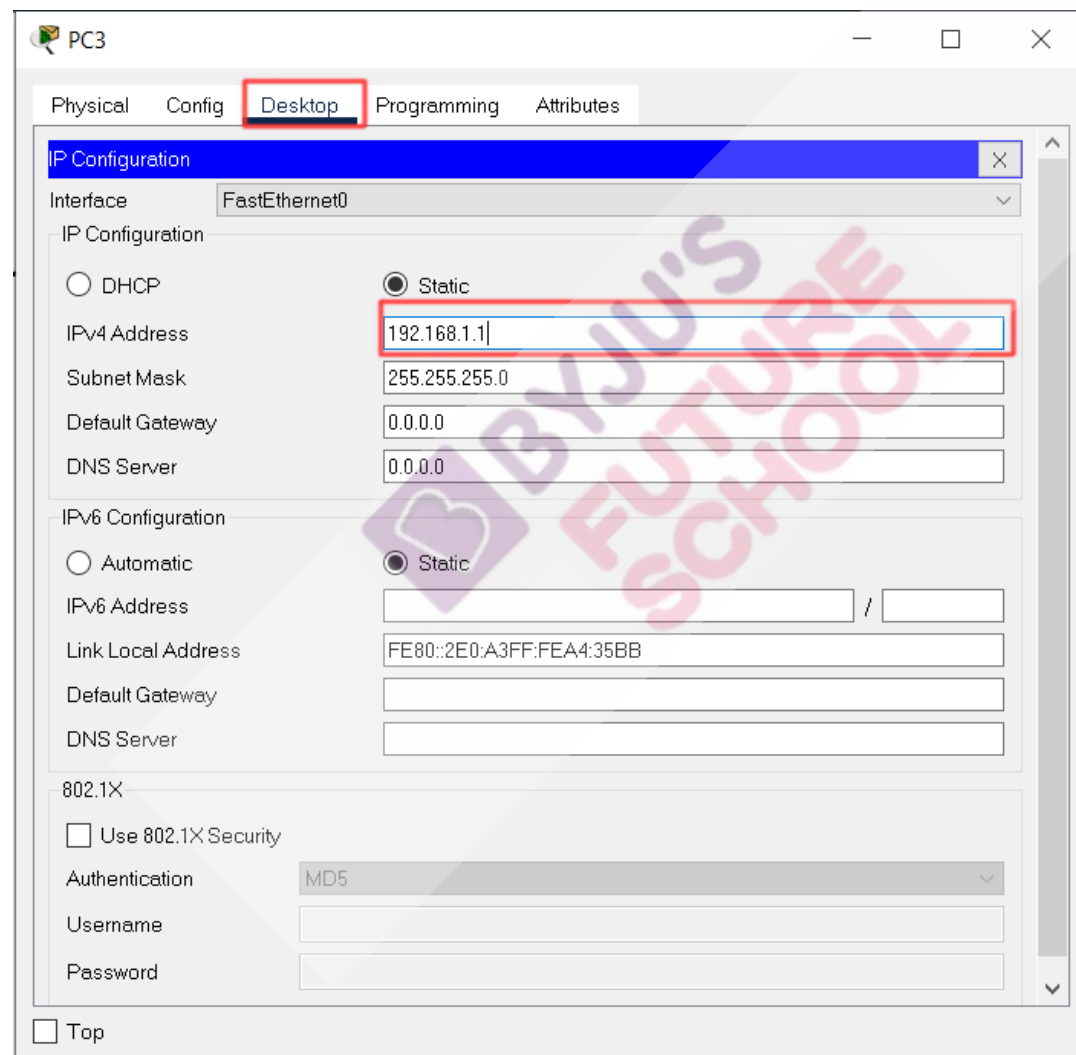 PC3
Physical Config Desktop Programming Attributes
IP Configuration X
Interface FastEthernet0
IP Configuration
DHCP Static
IPv4 Address 192.168.1.1
Subnet Mask 255.255.255.0
Default Gateway 0.0.0.0
DNS Server 0.0.0.0
IPv6 Configuration
Automatic Static
IPv6 Address /
Link Local Address FE80::2E0:A3FF:FEA4:35BB
Default Gateway
DNS Server
802.1X
Use 802.1X Security
Authentication MD5
Username
Password
Top
BYJU'S
FUTURE
SCHOOL